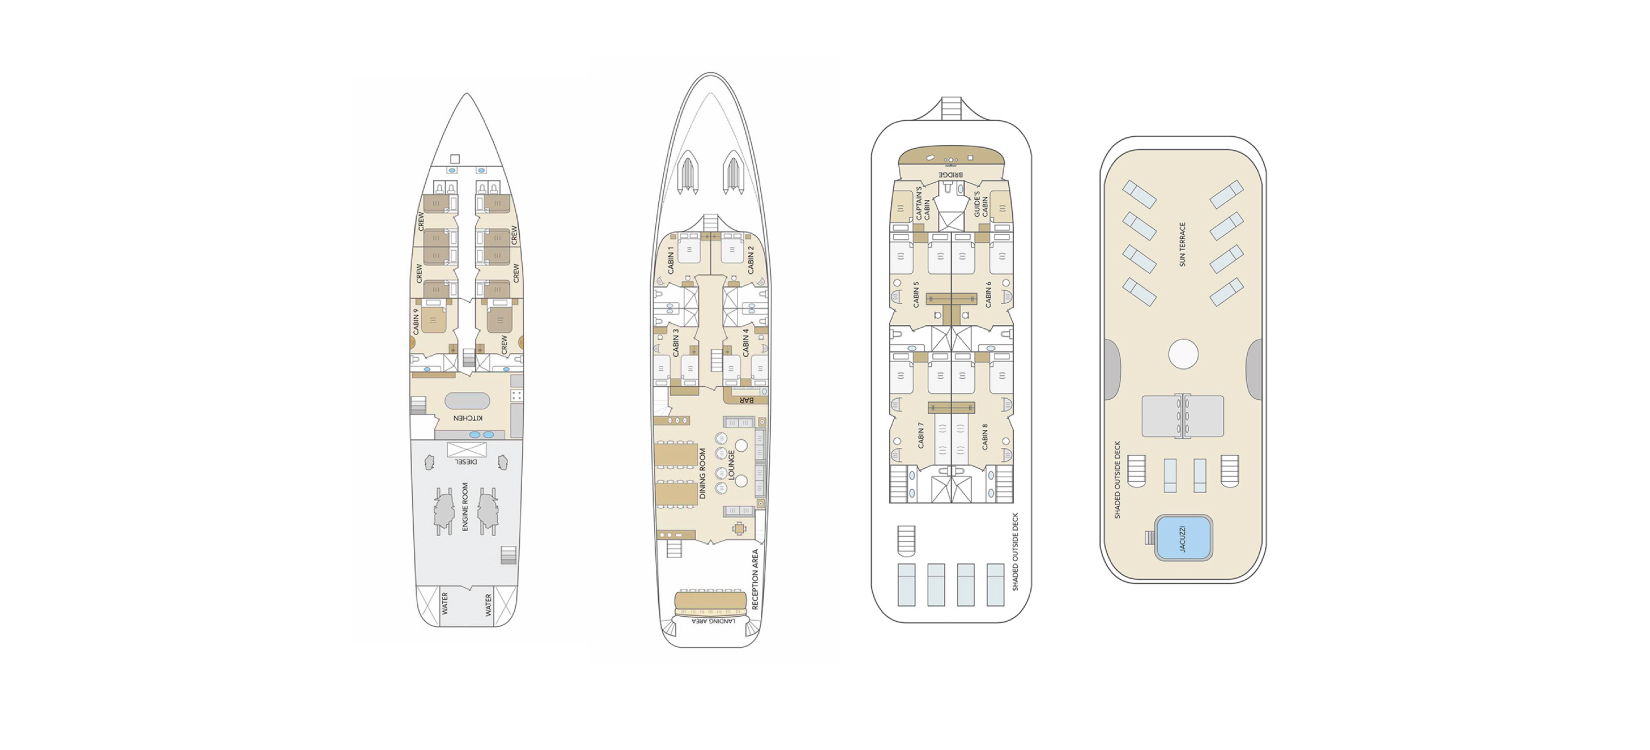 CREW
CREW
CREW
CREW
CABIN 9
CREW
KITCHEN
DIESEL
ENGINE ROOM
WATER
WATER
CABIN 1
CABIN 2
CABIN 3
CABIN 4
BAR
DINING ROOM
LOUNGE
RECEPTION AREA
LANDING AREA
BRIDGE
CAPTAIN'S
CABIN
GUIDE'S
CABIN
CABIN 5
CABIN 6
CABIN 7
CABIN 8
SHADED OUTSIDE DECK
SUN TERRACE
SHADED OUTSIDE DECK
JACUZZI